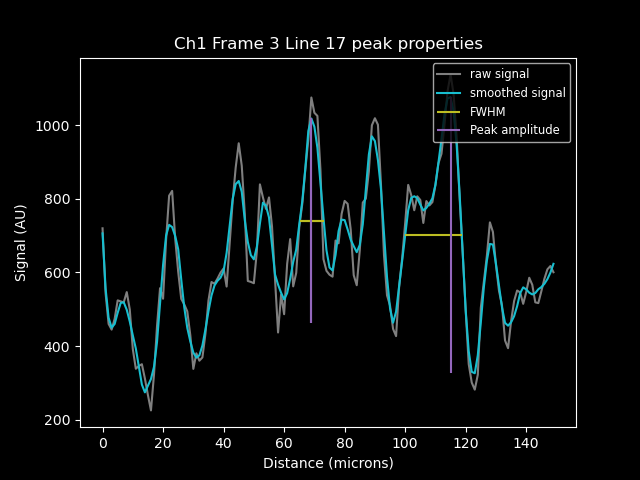 Ch1 Frame 3 Line 17 peak properties
raw signal
smoothed signal
FWHM
Peak amplitude
Signal (AU)
1000
800
600
400
200
0 20 40 60 80 100 120 140
Distance (microns)